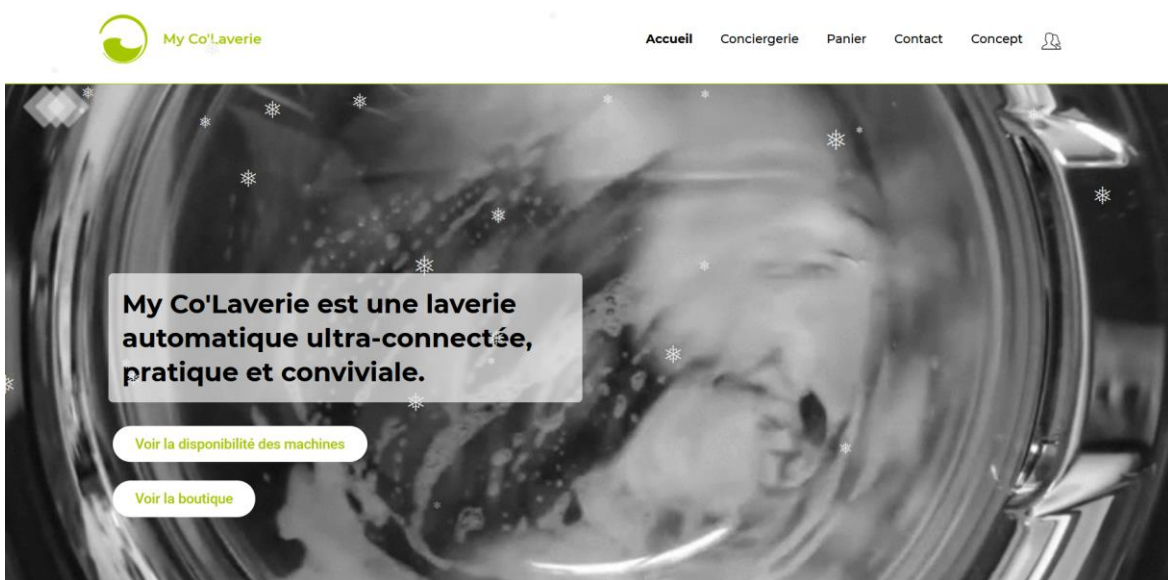 My Co'Laverie
Accueil Conciergerie Panier Contact Concept
My Co'Laverie est une laverie
automatique ultra-connectée,
pratique et conviviale.
Voir la disponibilité des machines
Voir la boutique